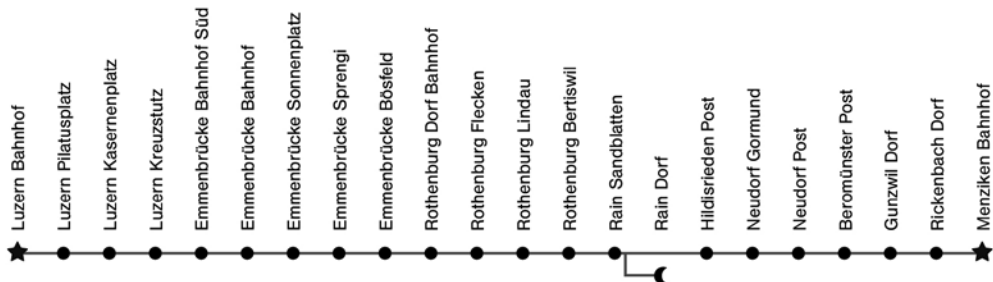 Luzern Bahnhof
Luzern Pilatusplatz
Luzern Kasernenplatz
Luzern Kreuzstutz
Emmenbrücke Bahnhof Süd
Emmenbrücke Bahnhof
Emmenbrücke Sonnenplatz
Emmenbrücke Sprengi
Emmenbrücke Bösfeld
Rothenburg Dorf Bahnhof
Rothenburg Flecken
Rothenburg Lindau
Rothenburg Bertiswil
Rain Sandblatten
Rain Dorf
Hildisrieden Post
Neudorf Gormund
Neudorf Post
Beromünster Post
Gunzwil Dorf
Rickenbach Dorf
Menziken Bahnhof